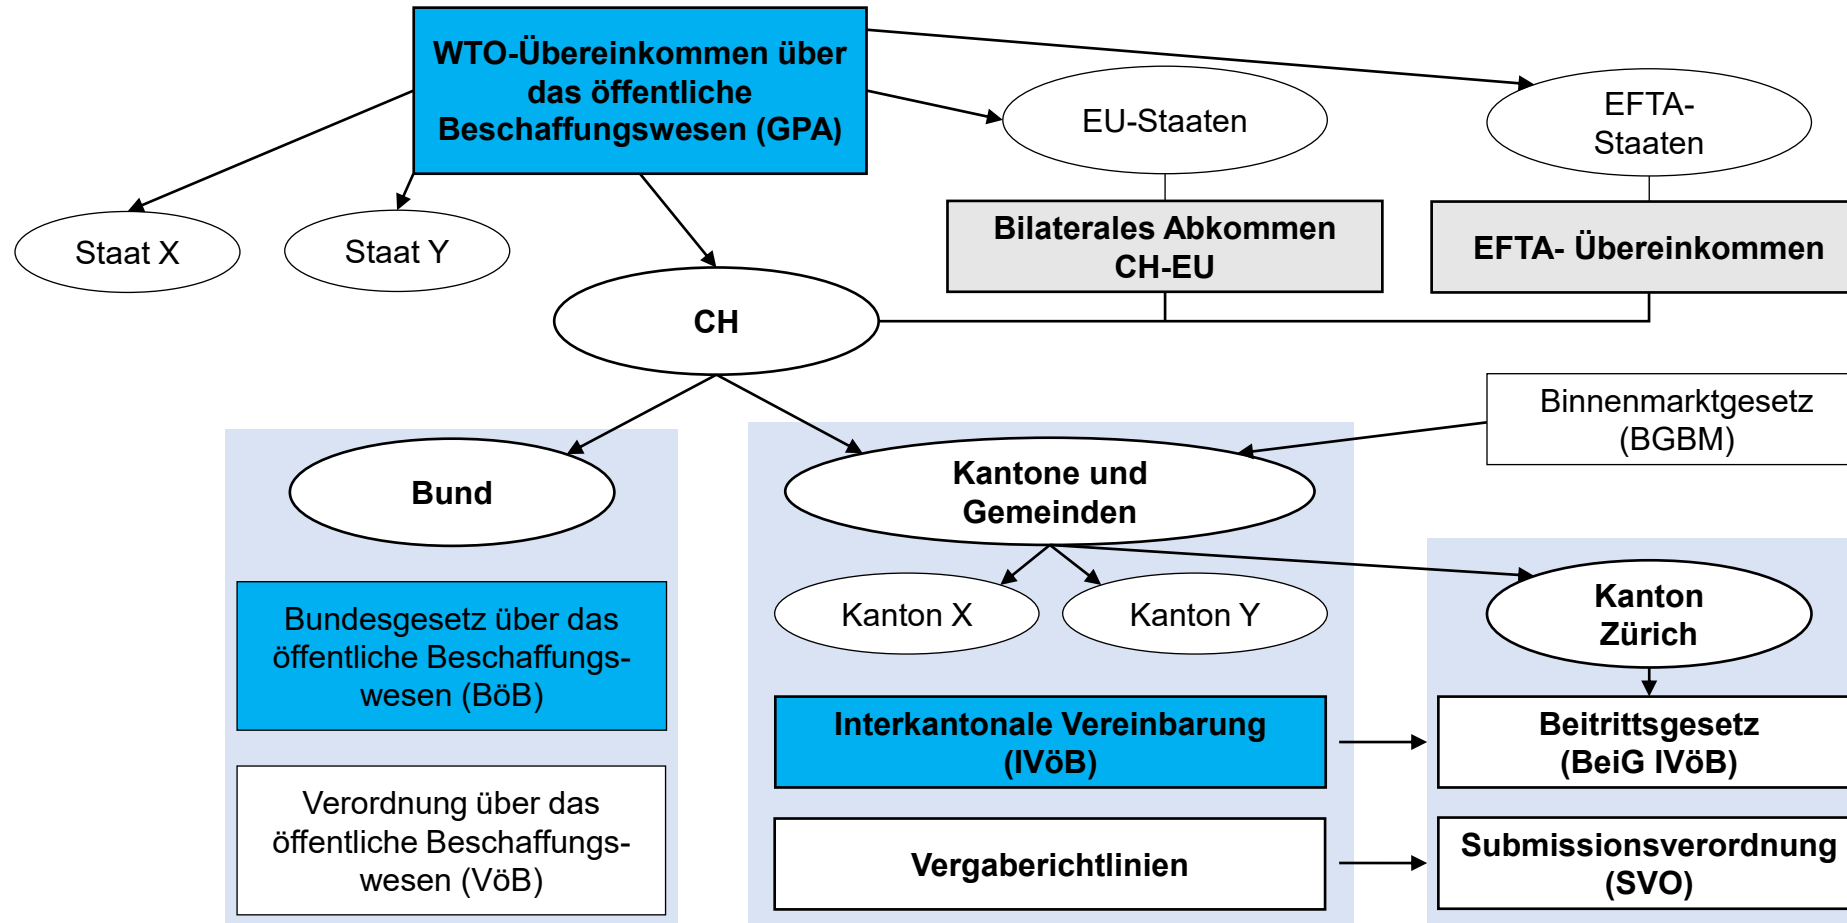 WTO-Übereinkommen über
das öffentliche
Beschaffungswesen (GPA)
EU-Staaten
EFTA-
Staaten
Staat X
Staat Y
Bilaterales Abkommen
CH-EU
EFTA- Übereinkommen
CH
Binnenmarktgesetz
(BGBM)
Bund
Kantone und
Gemeinden
Bundesgesetz über das
öffentliche Beschaffungs-
wesen (BöB)
Kanton X
Kanton Y
Kanton
Zürich
Interkantonale Vereinbarung
(IVöB)
Beitrittsgesetz
(BeiG IVöB)
Verordnung über das
öffentliche Beschaffungs-
wesen (VöB)
Vergaberichtlinien
Submissionsverordnung
(SVO)